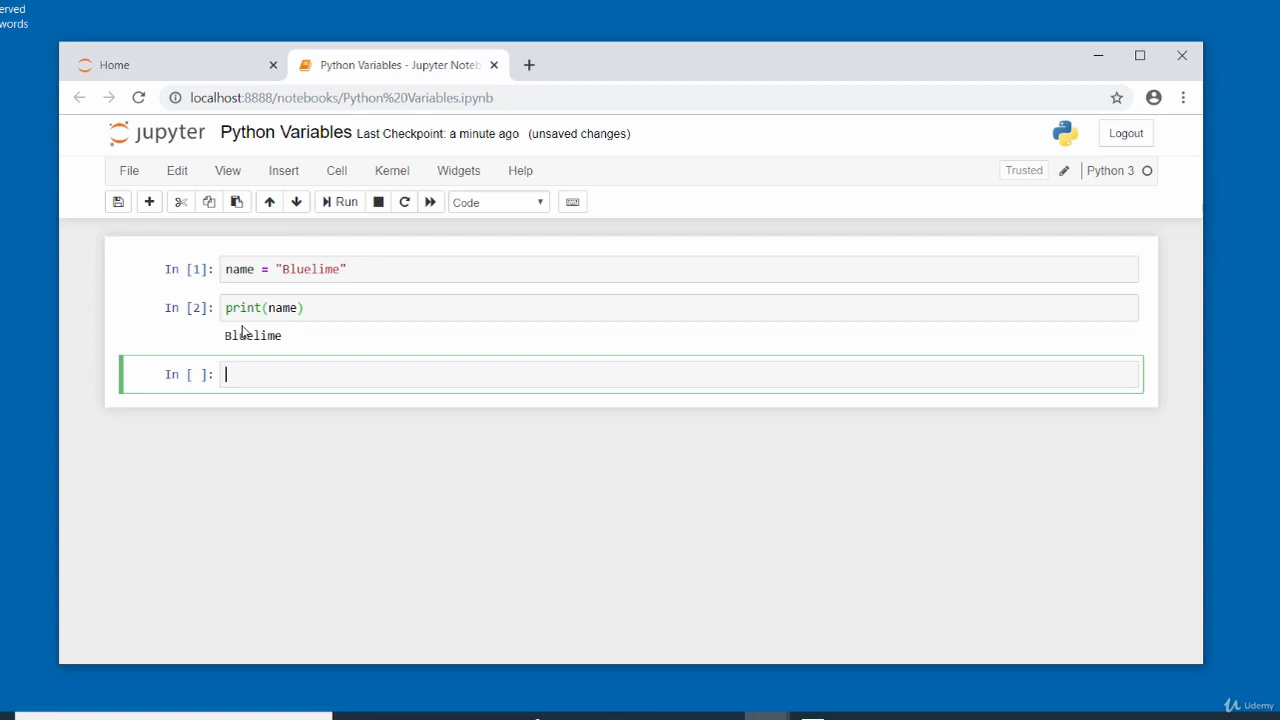 erved
words
Home
Python Variables - Jupyter Noteb
localhost:8888/notebooks/Python%20Variables.ipynb
jupyter Python Variables Last Checkpoint: a minute ago (unsaved changes) Logout
File Edit View Insert Cell Kernel Widgets Help Trusted Python 3
Run Code
In [1]: name = "Bluelime"
In [2]: print(name)
Bluelime
In [ ]:
Udemy